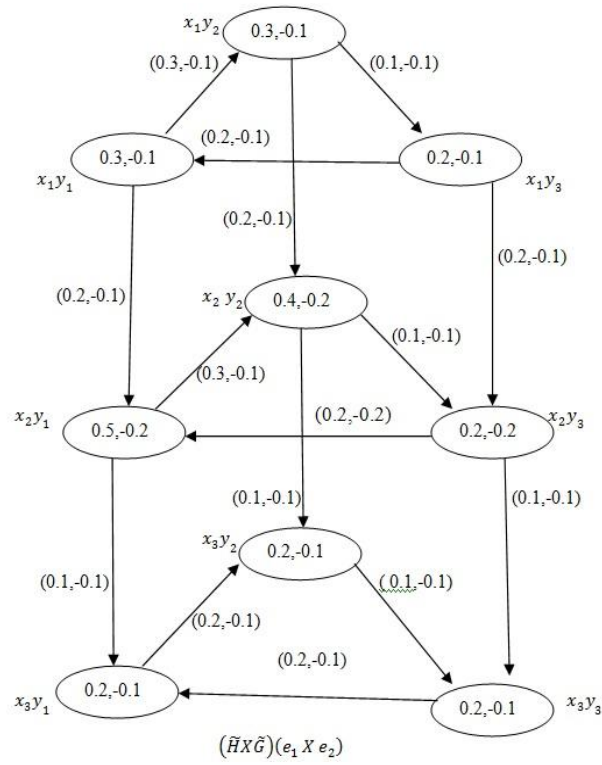 x₁y₂
0.3,-0.1
(0.3,-0.1)
(0.1,-0.1)
(0.2,-0.1)
0.3,-0.1
0.2,-0.1
x₁y₁
x₁y₃
(0.2,-0.1)
(0.2,-0.1)
(0.2,-0.1)
x₂ y₂
0.4,-0.2
(0.1,-0.1)
(0.3,-0.1)
x₂y₁
0.5,-0.2
(0.2,-0.2)
0.2,-0.2
x₂y₃
(0.1,-0.1)
(0.1,-0.1)
x₃y₂
0.2,-0.1
(0.1,-0.1)
( 0.1,-0.1)
(0.2,-0.1)
(0.2,-0.1)
x₃y₁
0.2,-0.1
0.2,-0.1
x₃y₃
(H̃XG̃)(e₁ X e₂)